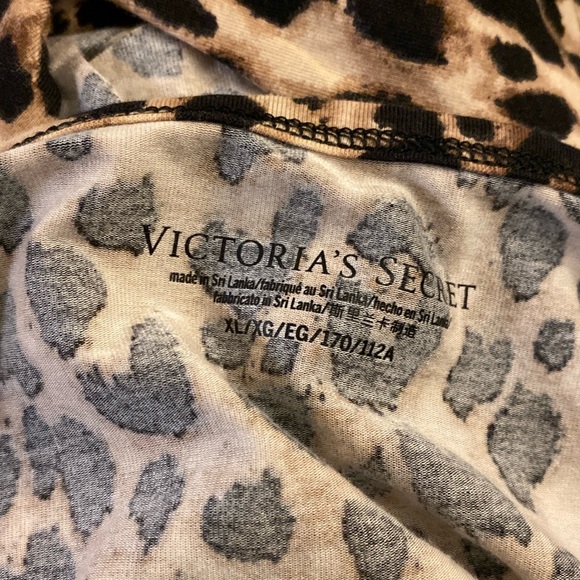 VICTORIA'S SECRET
made in Sri Lanka/fabriqué au Sri Lanka/hecho en Sri Lanka
fabbricato in Sri Lanka/斯里兰卡制造
XL/XG/EG/170/112A